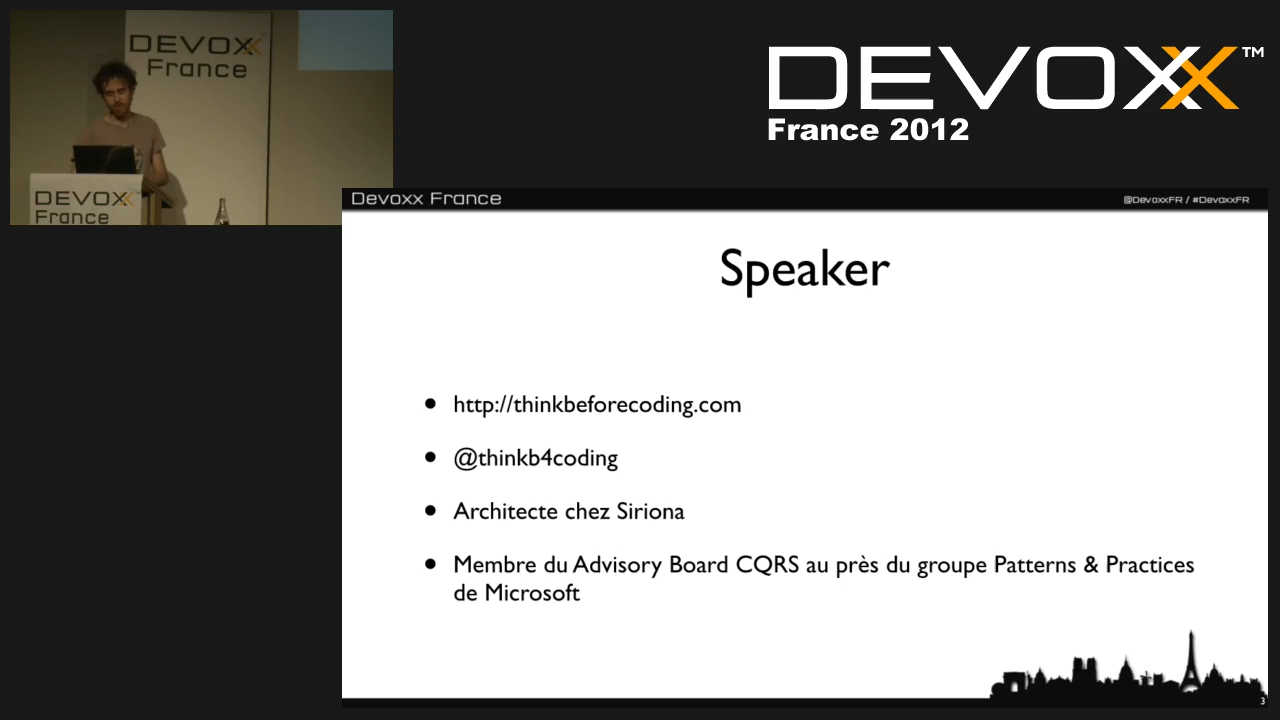 DEVOXX
France
DEVOXX
France
DEVOXX™
France 2012
Devoxx France
@DevoxxFR / #DevoxxFR
Speaker
• http://thinkbeforecoding.com
• @thinkb4coding
• Architecte chez Siriona
• Membre du Advisory Board CQRS au près du groupe Patterns & Practices
de Microsoft
3